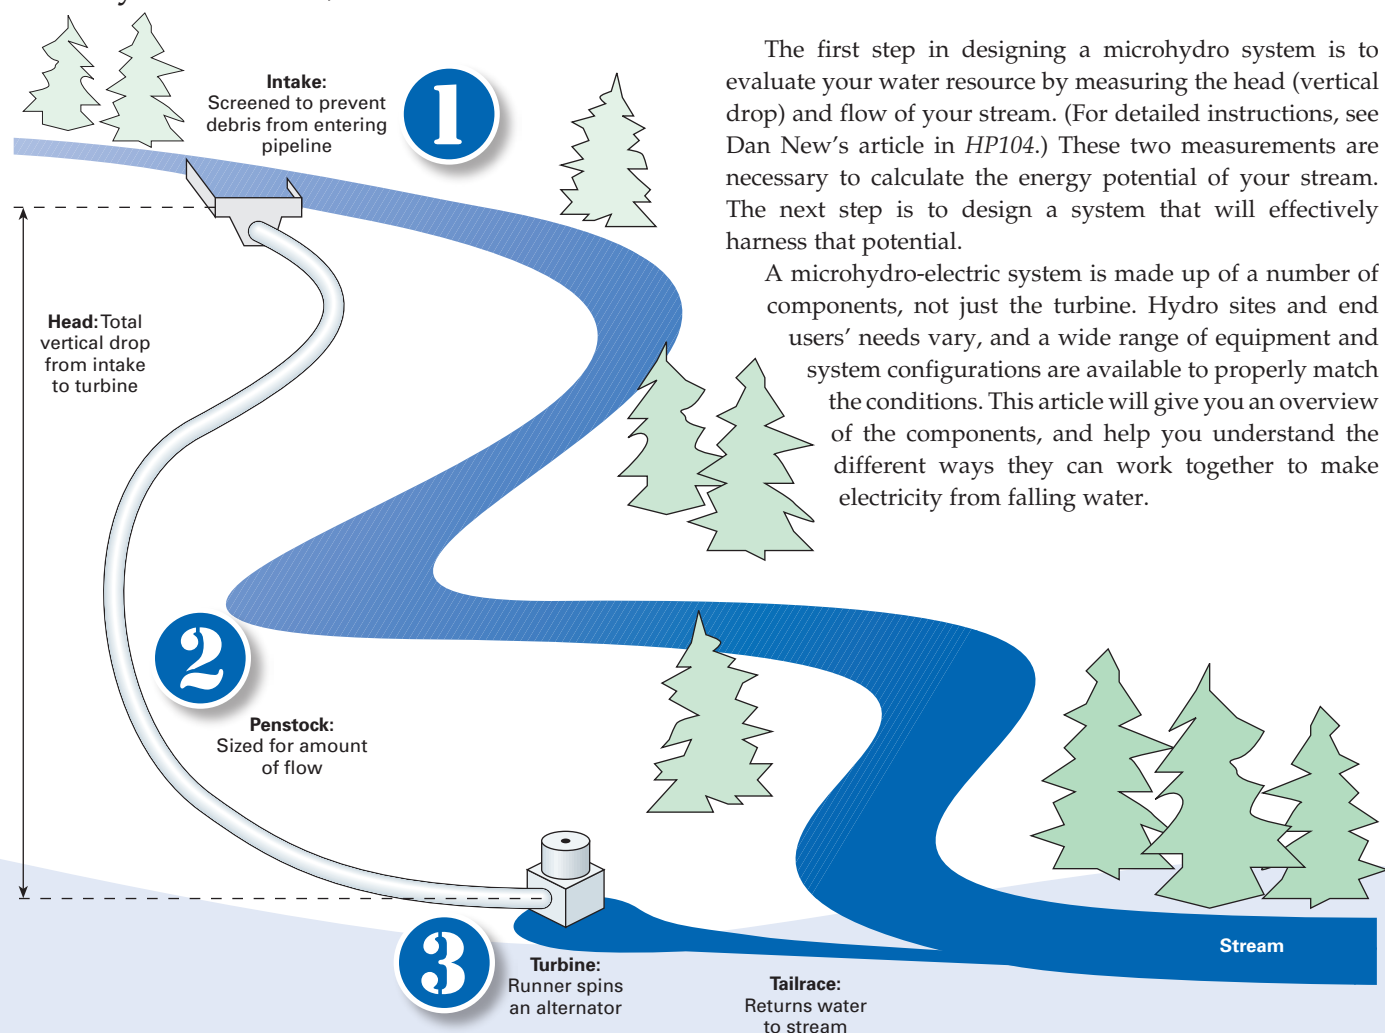 Intake:
Screened to prevent
debris from entering
pipeline
1
The first step in designing a microhydro system is to
evaluate your water resource by measuring the head (vertical
drop) and flow of your stream. (For detailed instructions, see
Dan New’s article in HP104.) These two measurements are
necessary to calculate the energy potential of your stream.
The next step is to design a system that will effectively
harness that potential.
A microhydro-electric system is made up of a number of
components, not just the turbine. Hydro sites and end
users’ needs vary, and a wide range of equipment and
system configurations are available to properly match
the conditions. This article will give you an overview
of the components, and help you understand the
different ways they can work together to make
electricity from falling water.
Head: Total
vertical drop
from intake
to turbine
2
Penstock:
Sized for amount
of flow
3
Turbine:
Runner spins
an alternator
Tailrace:
Returns water
to stream
Stream